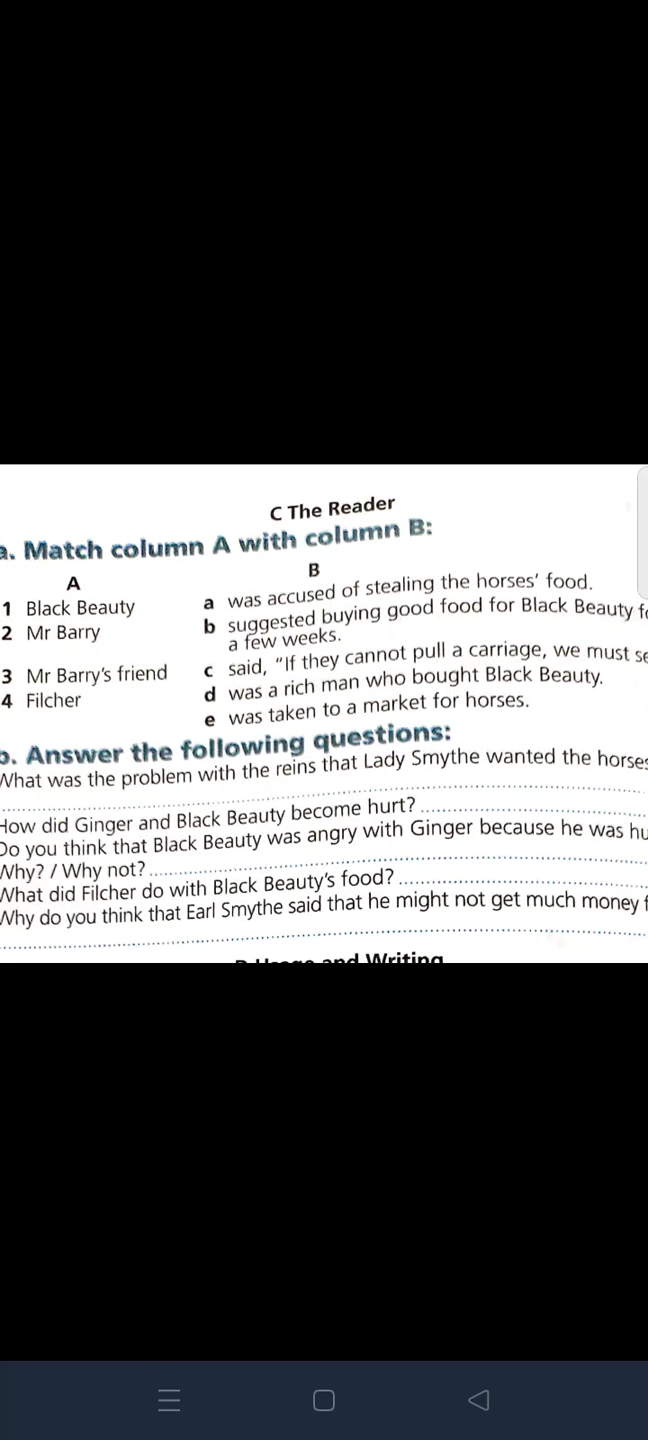 C The Reader
a. Match column A with column B:
A
B
1 Black Beauty
a was accused of stealing the horses' food.
2 Mr Barry
b suggested buying good food for Black Beauty
a few weeks.
3 Mr Barry's friend
c said, "If they cannot pull a carriage, we must
4 Filcher
d was a rich man who bought Black Beauty.
e was taken to a market for horses.
b. Answer the following questions:
What was the problem with the reins that Lady Smythe wanted the horses
How did Ginger and Black Beauty become hurt?
Do you think that Black Beauty was angry with Ginger because he was
Why? / Why not?
What did Filcher do with Black Beauty's food?
Why do you think that Earl Smythe said that he might not get much money
and Writing